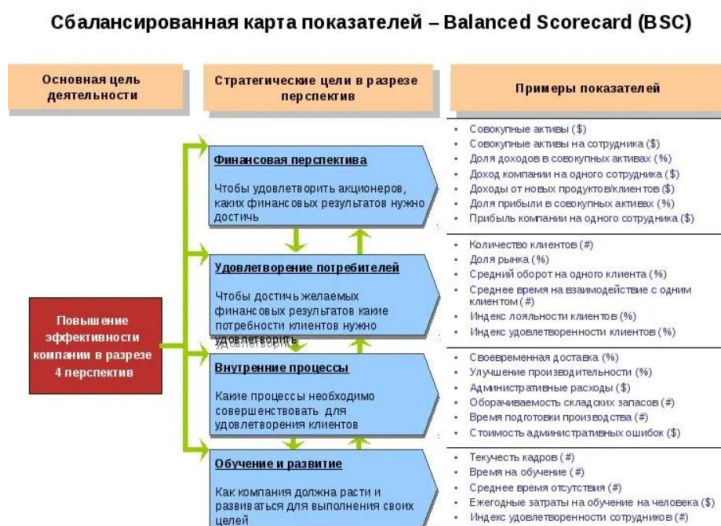 Сбалансированная карта показателей – Balanced Scorecard (BSC)
Основная цель
деятельности
Стратегические цели в разрезе
перспектив
Примеры показателей
Повышение
эффективности
компании в разрезе
4 перспектив
Финансовая перспектива
Чтобы удовлетворить акционеров,
каких финансовых результатов нужно
достичь
• Совокупные активы ($)
• Совокупные активы на сотрудника ($)
• Доля доходов в совокупных активах (%)
• Доход компании на одного сотрудника ($)
• Доходы от новых продуктов/клиентов ($)
• Доля прибыли в совокупных активах (%)
• Прибыль компании на одного сотрудника ($)
Удовлетворение потребителей
Чтобы достичь желаемых
финансовых результатов какие
потребности клиентов нужно
удовлетворить
• Количество клиентов (#)
• Доля рынка (%)
• Средний оборот на одного клиента (%)
• Среднее время на взаимодействие с одним
клиентом (#)
• Индекс лояльности клиентов (%)
• Индекс удовлетворенности клиентов (%)
Внутренние процессы
Какие процессы необходимо
совершенствовать для
удовлетворения клиентов
• Своевременная доставка (%)
• Улучшение производительности (%)
• Административные расходы ($)
• Оборачиваемость складских запасов (#)
• Время подготовки производства (#)
• Стоимость административных ошибок ($)
Обучение и развитие
Как компания должна расти и
развиваться для выполнения своих
целей
• Текучесть кадров (#)
• Время на обучение (#)
• Среднее время отсутствия (#)
• Ежегодные затраты на обучение на человека ($)
• Индекс удовлетворенности сотрудников (#)